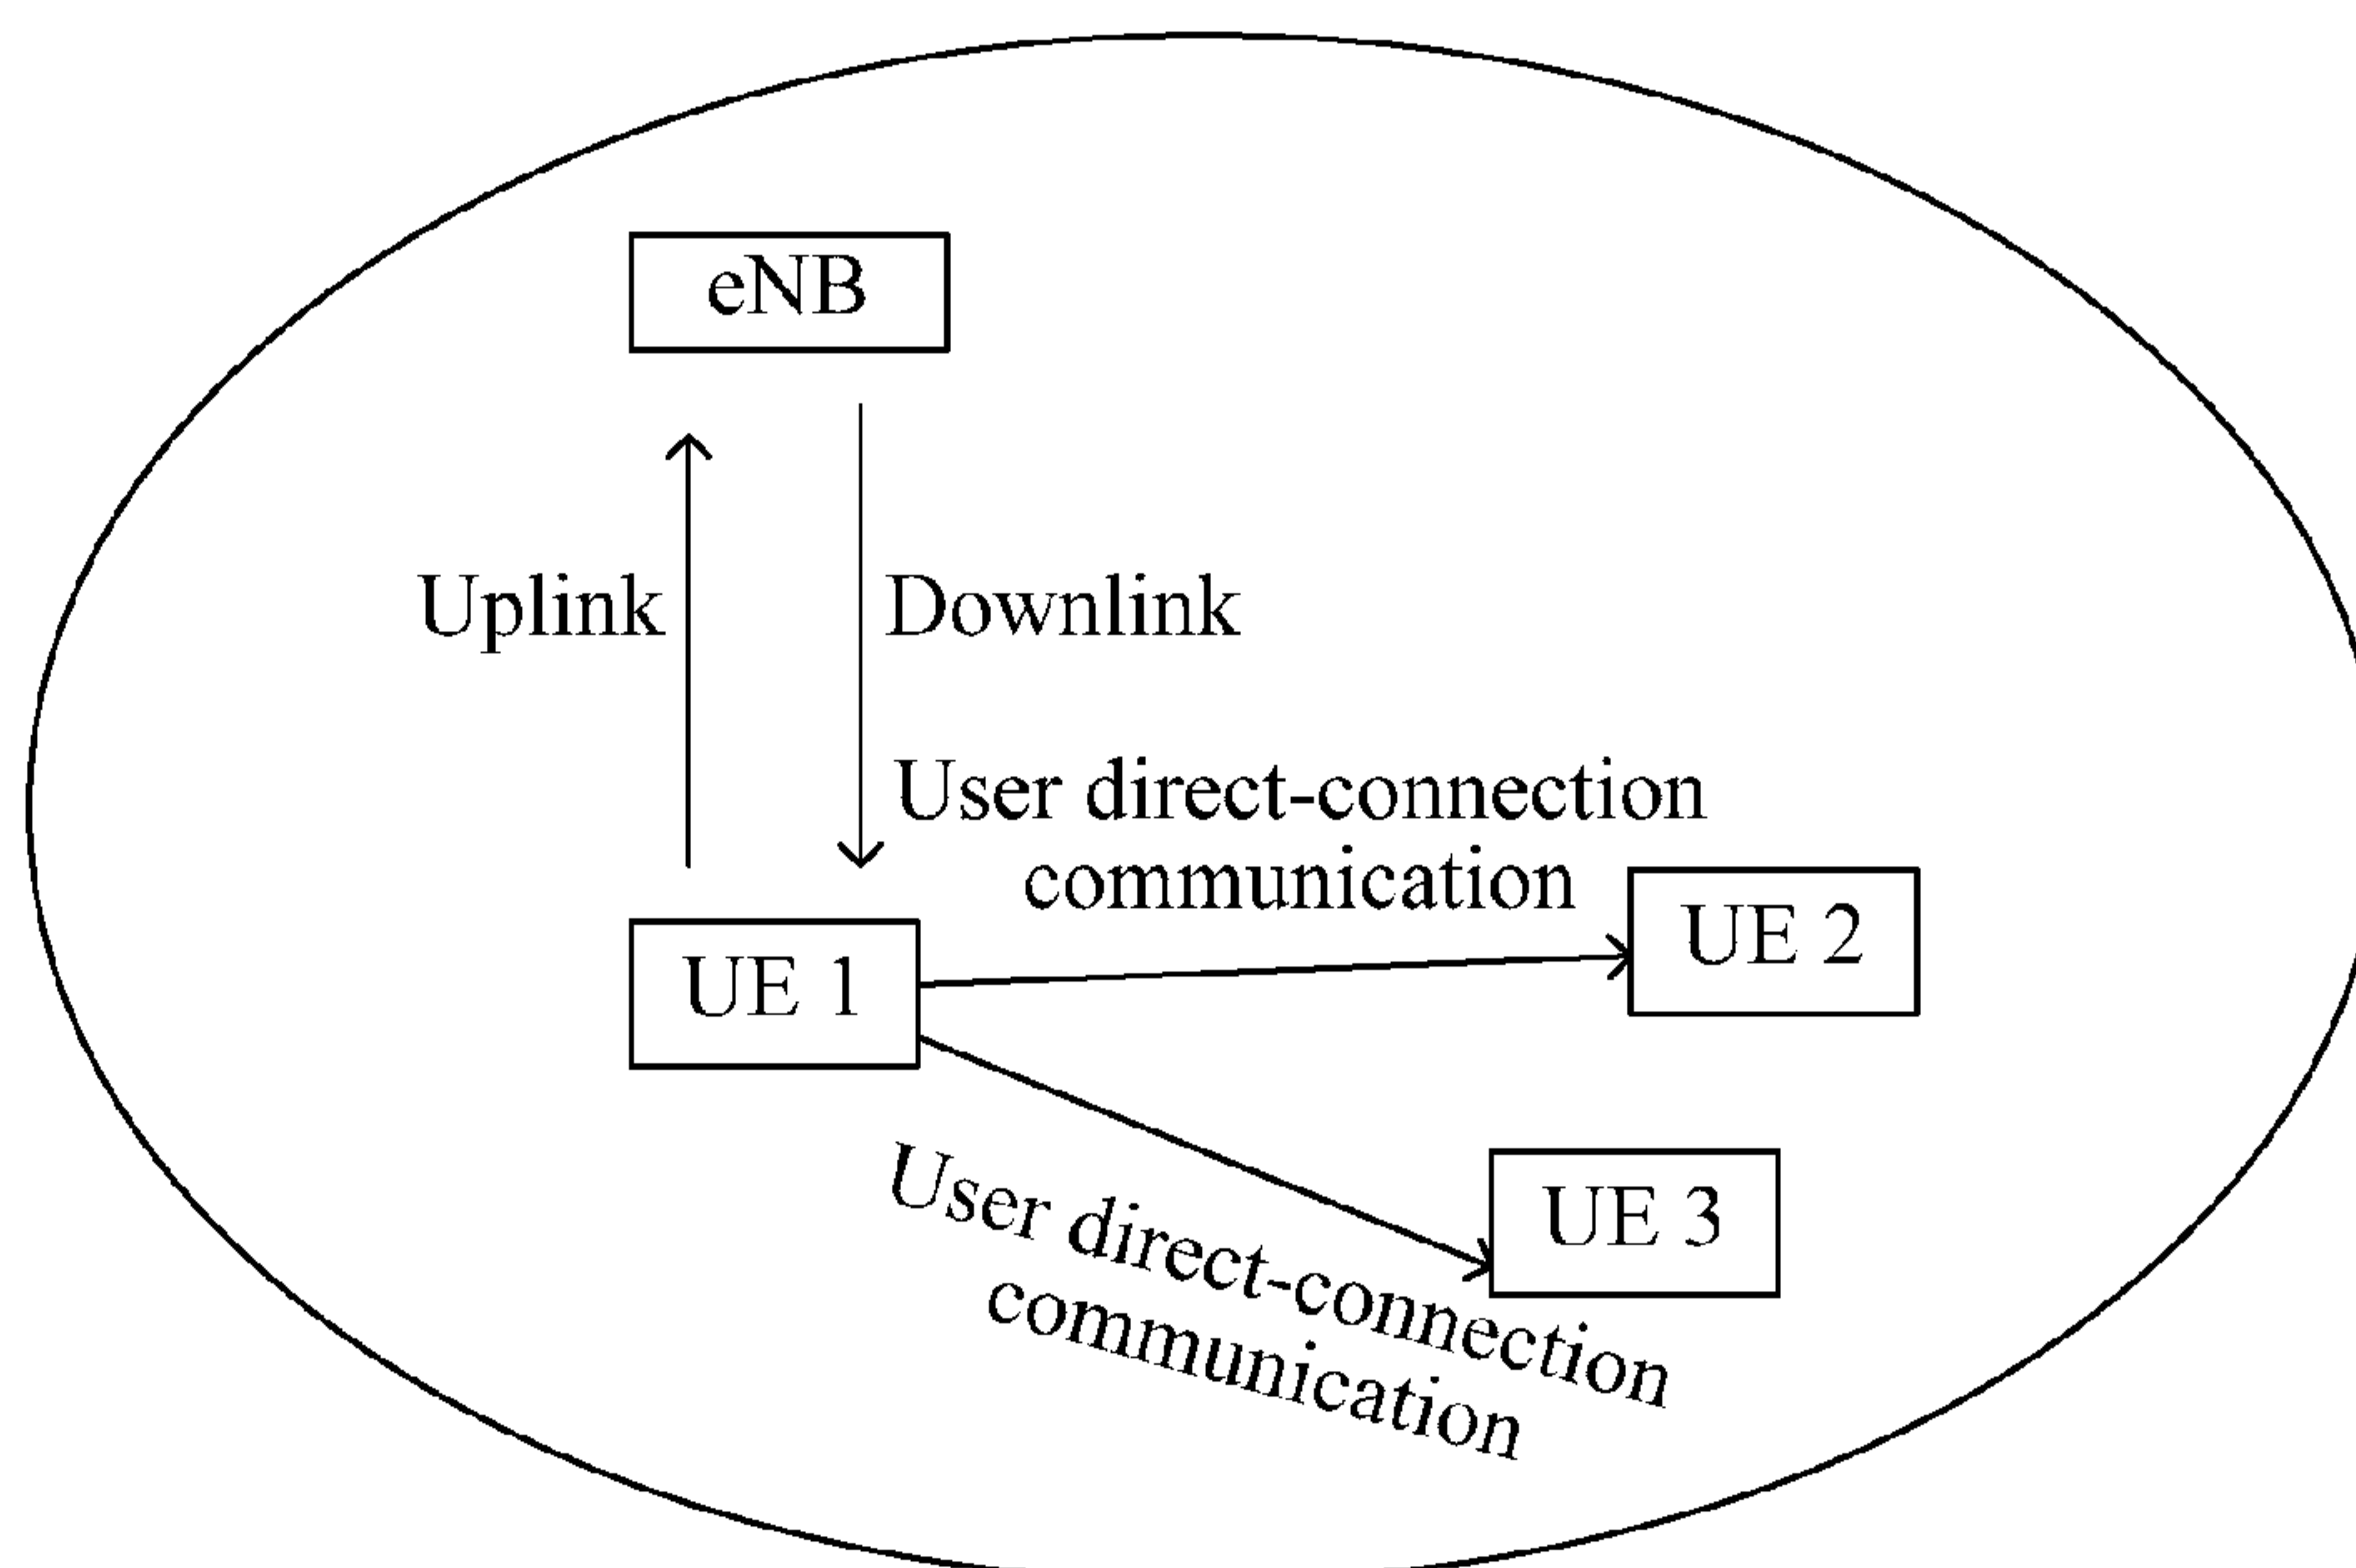 eNB
Uplink
Downlink
User direct-connection
communication
UE 1
UE 2
User direct-connection
communication
UE 3